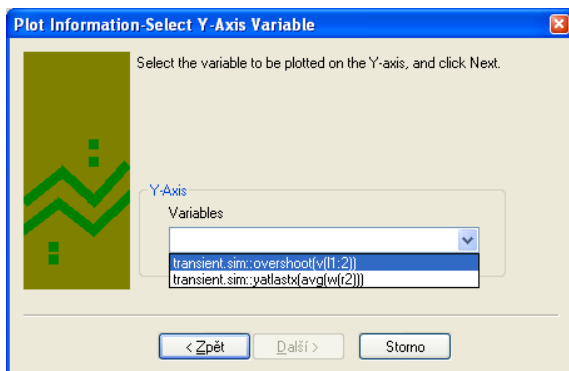 Plot Information-Select Y-Axis Variable
Select the variable to be plotted on the Y-axis, and click Next.
Y-Axis
Variables
transient.sim::overshoot(v(l1:2))
transient.sim::yatlastx(avg(w(r2)))
< Zpět
Další >
Storno